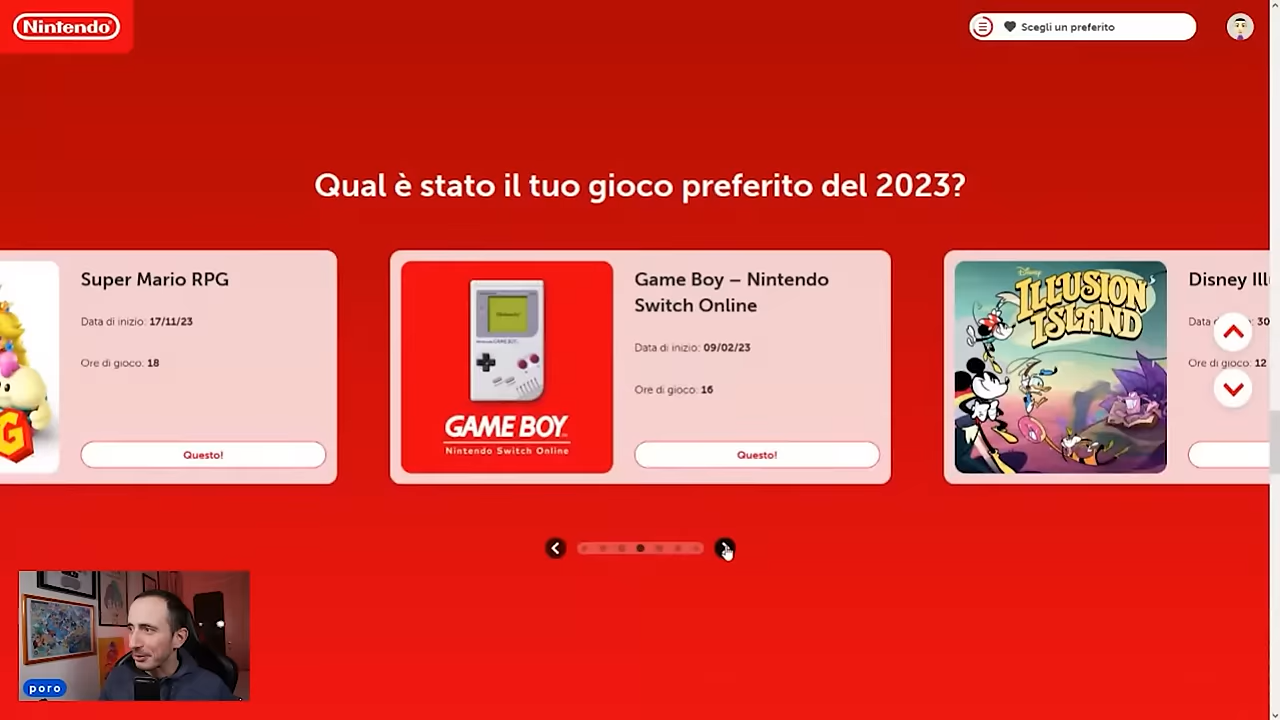 Nintendo
Scegli un preferito
Qual è stato il tuo gioco preferito del 2023?
Super Mario RPG
Data di inizio: 17/11/23
Ore di gioco: 18
Questo!
G
Nintendo
GAME BOY
Nintendo Switch Online
Game Boy – Nintendo
Switch Online
Data di inizio: 09/02/23
Ore di gioco: 16
Questo!
Disney
ILLUSION
ISLAND
Disney Ill
Data 30
Ore di gioco: 12
poro